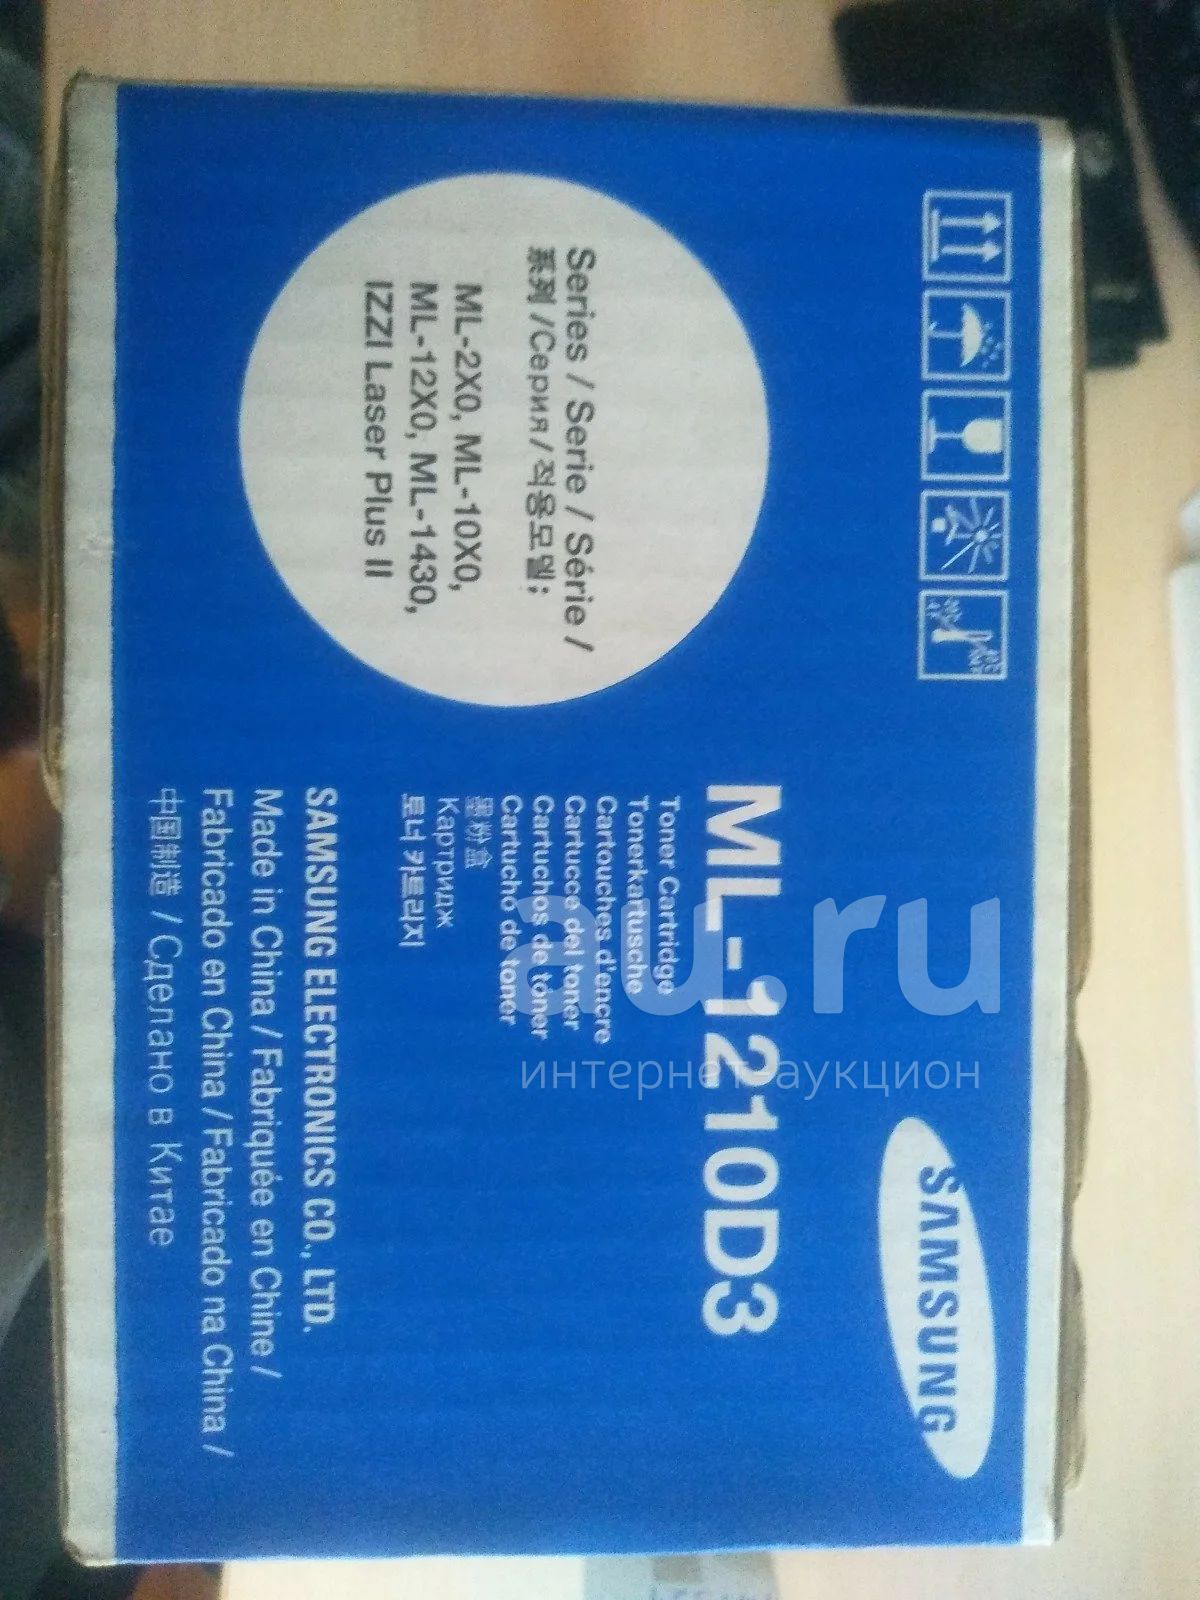 SAMSUNG
ML-1210D3
Toner Cartridge
Tonerkartusche
Cartouches d'encre
Cartucce del toner
Cartuchos de tóner
Cartucho de toner
墨粉盒
Картридж
토너 카트리지
Series / Serie / Série /
系列 /Серия / 적용모델;
ML-2X0, ML-10X0,
ML-12X0, ML-1430,
IZZI Laser Plus II
SAMSUNG ELECTRONICS CO., LTD.
Made in China / Fabriquée en Chine /
Fabricado en China / Fabricado na China /
中国制造 / Сделано в Китае
au.ru
интернет-аукцион